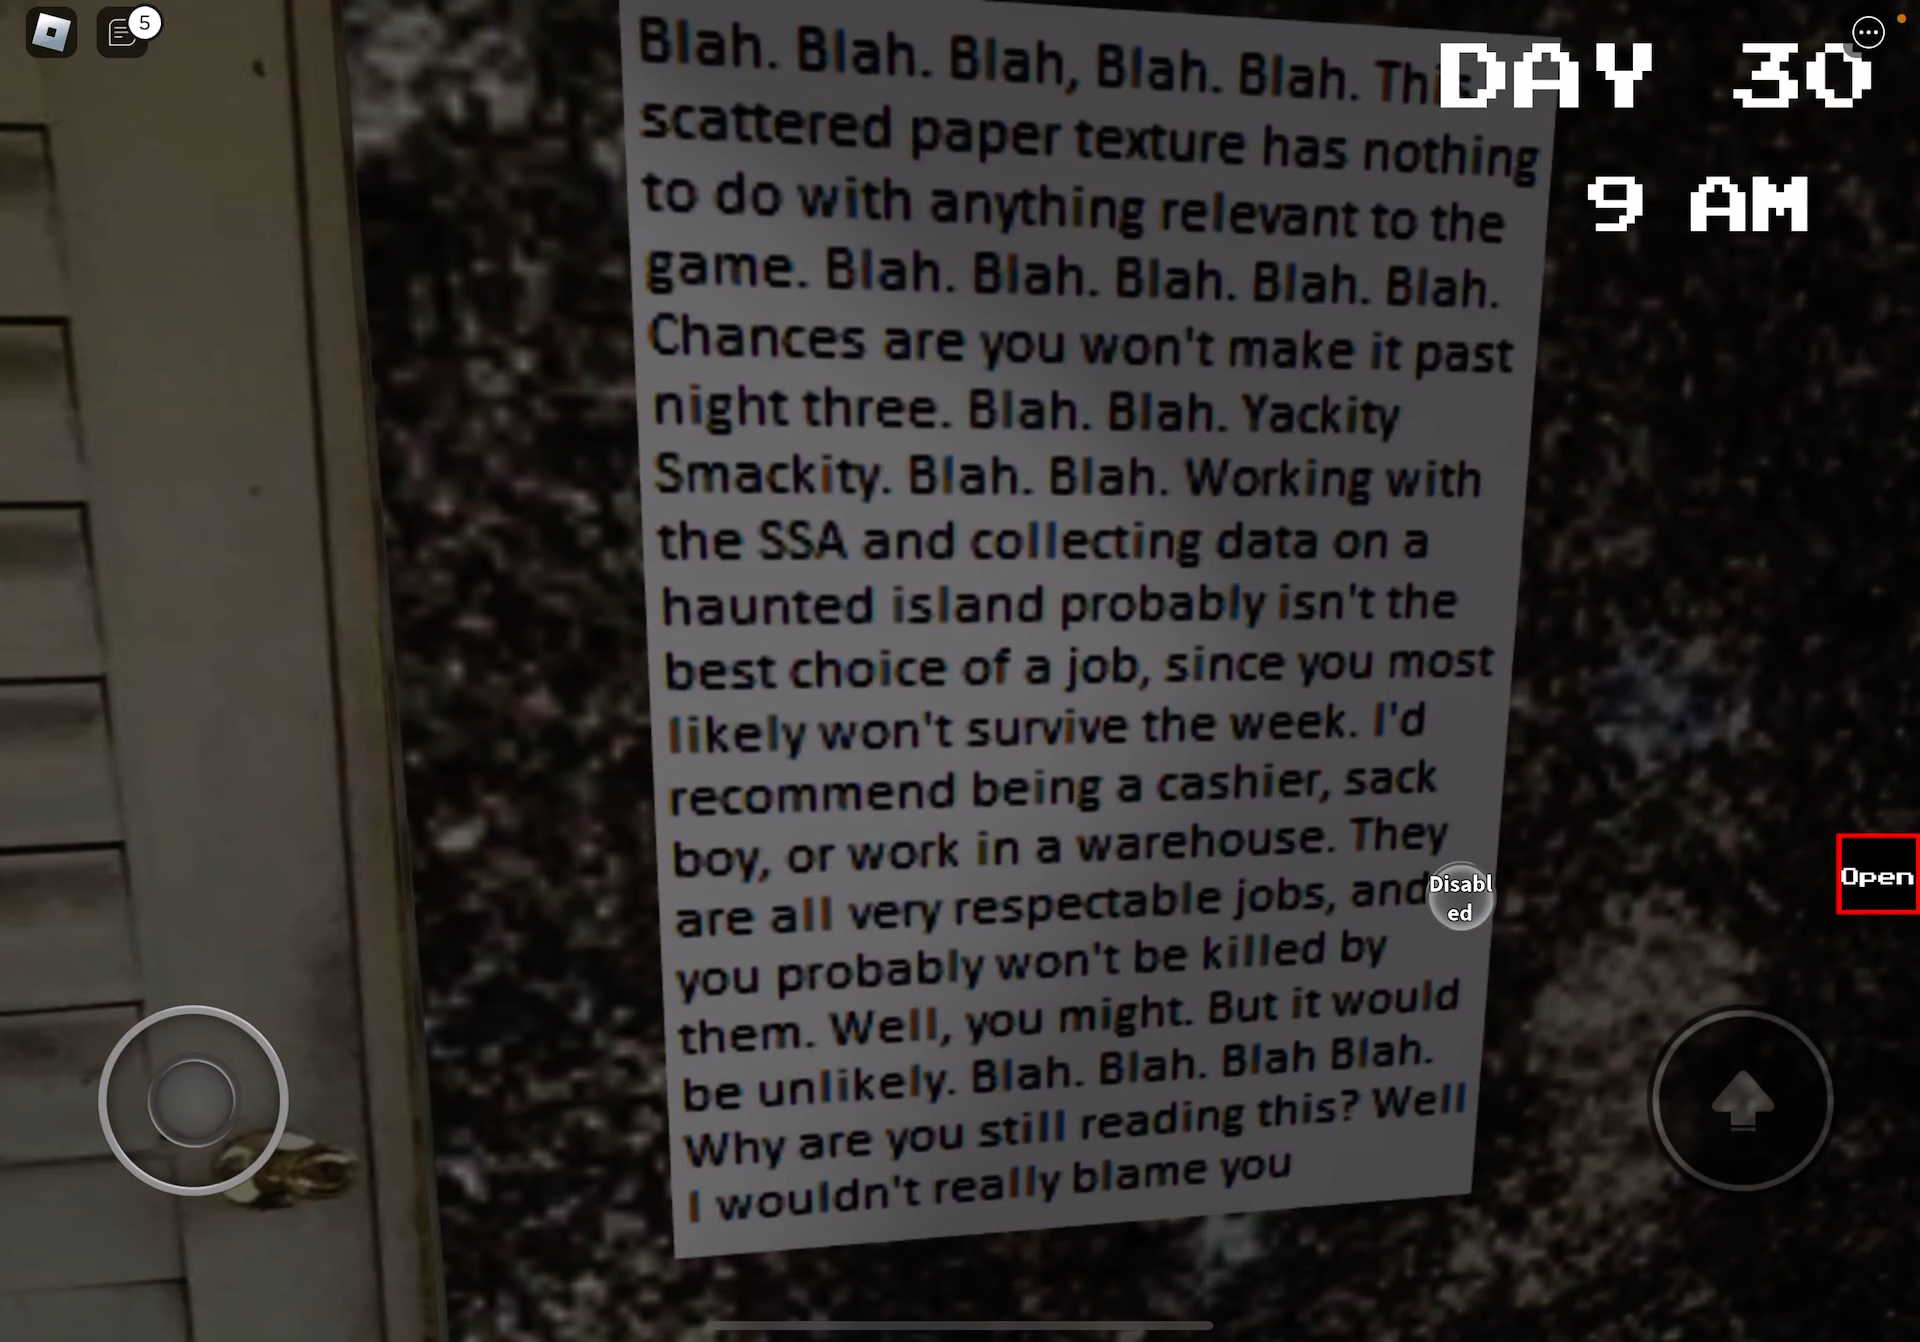 5
DAY 30
9 AM
Blah. Blah. Blah, Blah. Blah. This
scattered paper texture has nothing
to do with anything relevant to the
game. Blah. Blah. Blah. Blah. Blah.
Chances are you won't make it past
night three. Blah. Blah. Yackity
Smackity. Blah. Blah. Working with
the SSA and collecting data on a
haunted island probably isn't the
best choice of a job, since you most
likely won't survive the week. I'd
recommend being a cashier, sack
boy, or work in a warehouse. They
are all very respectable jobs, and
you probably won't be killed by
them. Well, you might. But it would
be unlikely. Blah. Blah. Blah Blah.
Why are you still reading this? Well
I wouldn't really blame you
Disabl
ed
Open